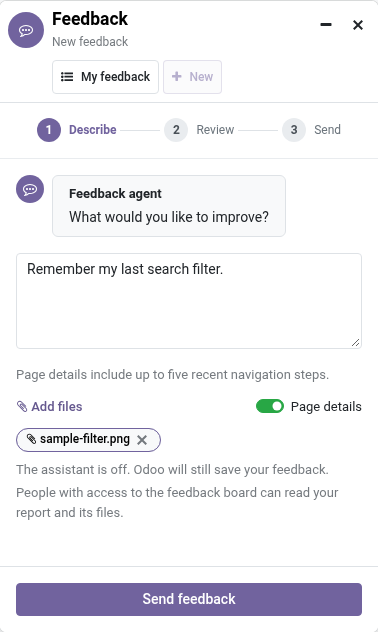 Feedback
New feedback
My feedback
+ New
1 Describe
2 Review
3 Send
Feedback agent
What would you like to improve?
Remember my last search filter.
Page details include up to five recent navigation steps.
Add files
Page details
sample-filter.png
The assistant is off. Odoo will still save your feedback.
People with access to the feedback board can read your
report and its files.
Send feedback